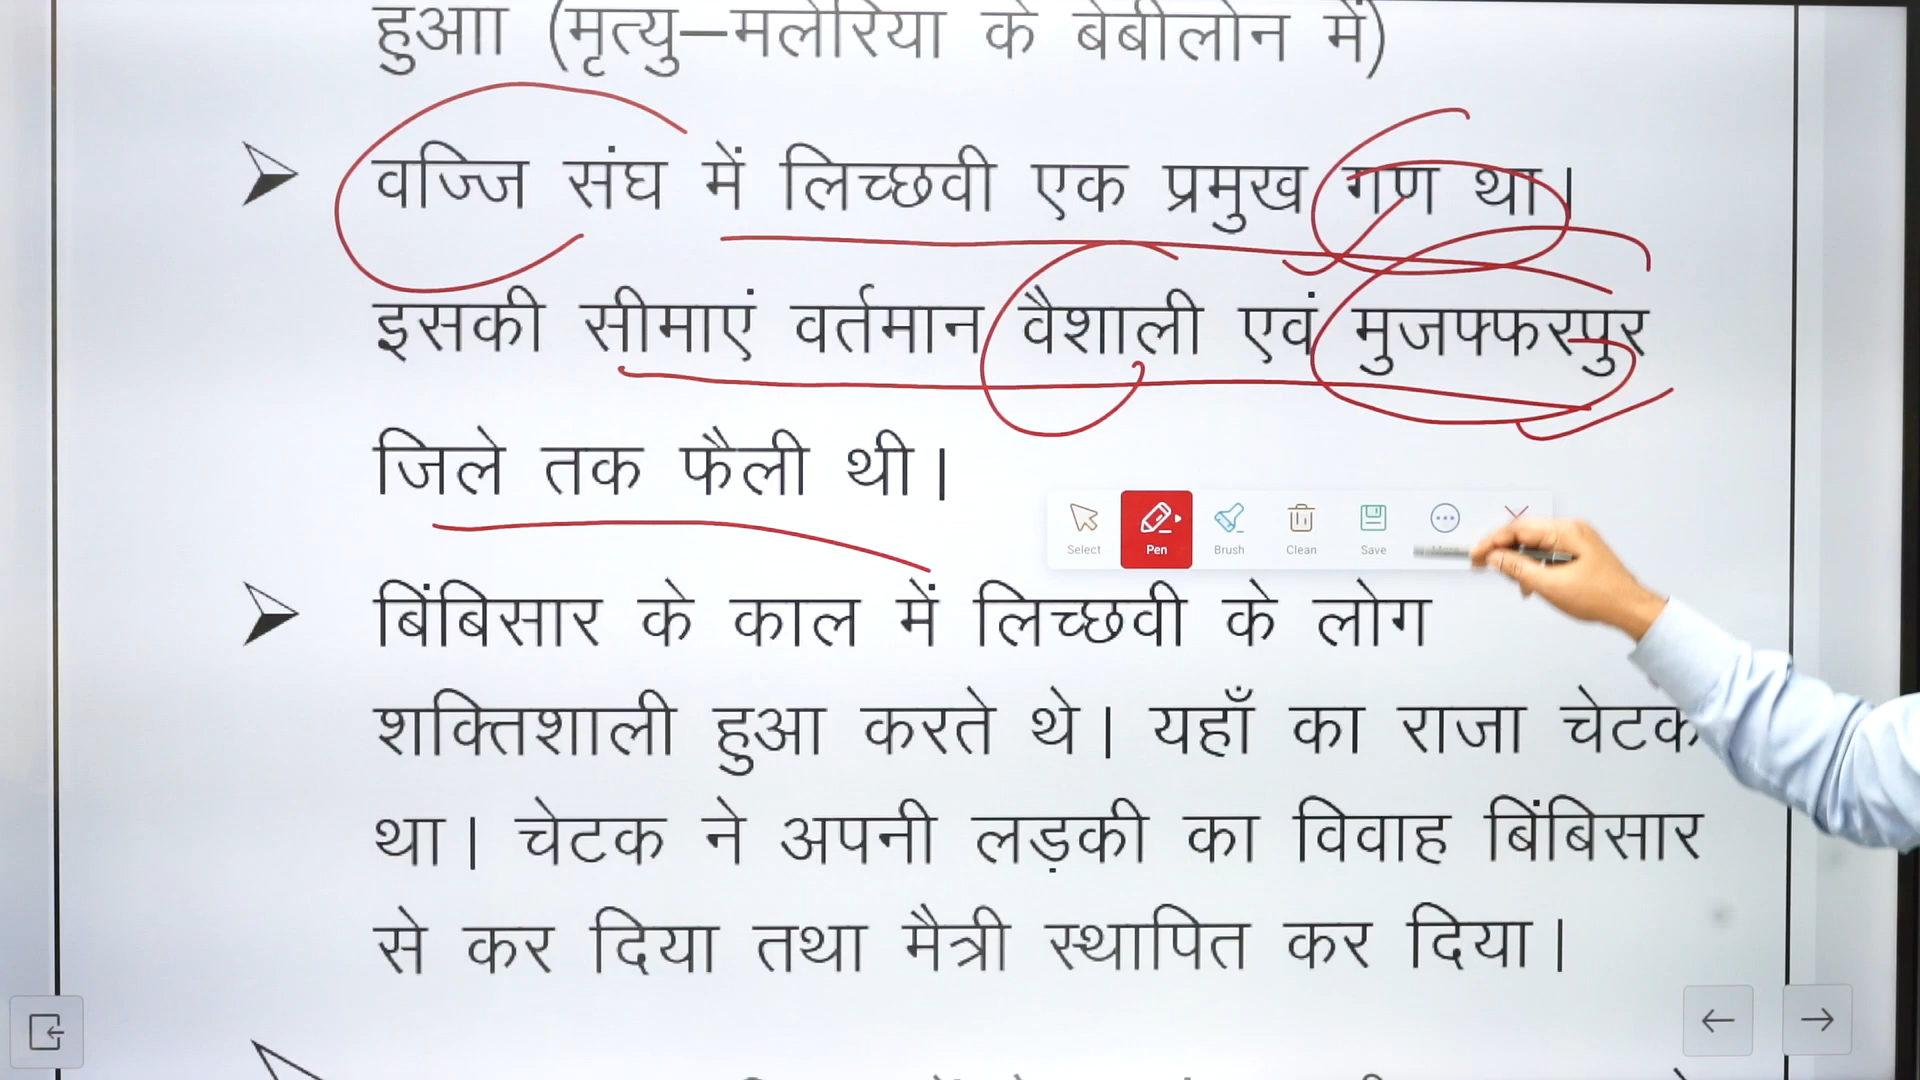 हुआा (मृत्यु–मलेरिया के बेबीलोन में)
वज्जि संघ में लिच्छवी एक प्रमुख गण था।
इसकी सीमाएं वर्तमान वैशाली एवं मुजफ्फरपुर
जिले तक फैली थी।
Select Pen Brush Clean Save
बिंबिसार के काल में लिच्छवी के लोग
शक्तिशाली हुआ करते थे। यहाँ का राजा चेटक
था। चेटक ने अपनी लड़की का विवाह बिंबिसार
से कर दिया तथा मैत्री स्थापित कर दिया।